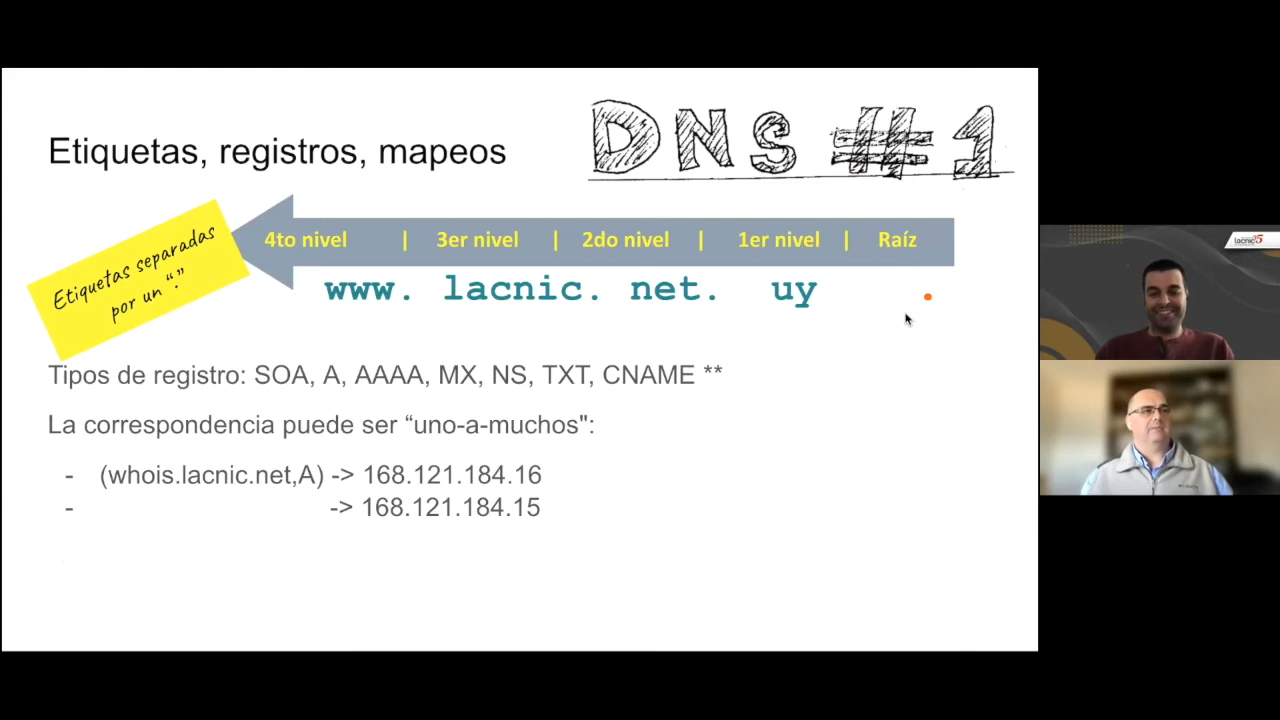 DNS #1
Etiquetas, registros, mapeos
4to nivel | 3er nivel | 2do nivel | 1er nivel | Raíz
Etiquetas separadas
por un “.”
www. lacnic. net. uy .
Tipos de registro: SOA, A, AAAA, MX, NS, TXT, CNAME **
La correspondencia puede ser “uno-a-muchos":
- (whois.lacnic.net,A) -> 168.121.184.16
- -> 168.121.184.15
lacnic